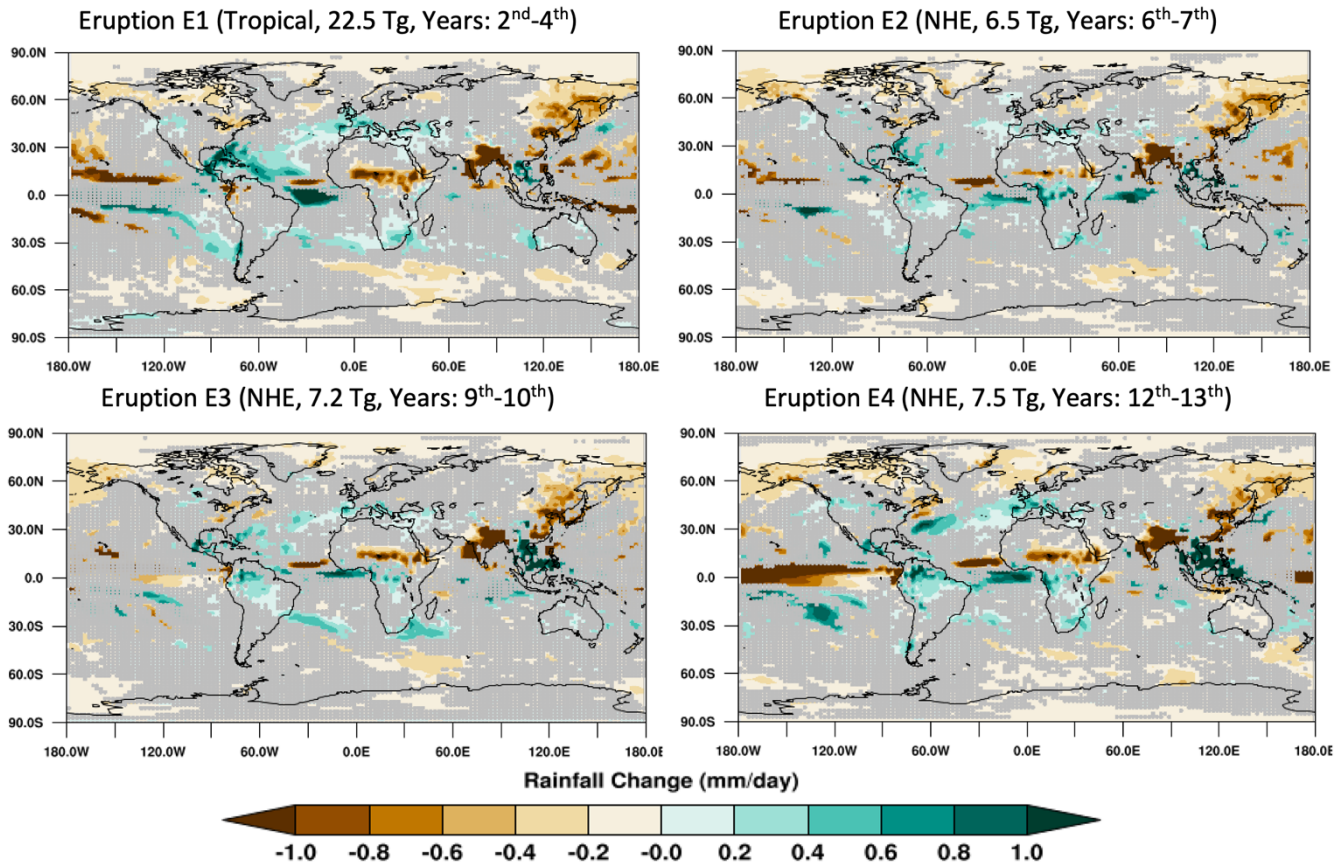 Eruption E1 (Tropical, 22.5 Tg, Years: 2nd-4th)
Eruption E2 (NHE, 6.5 Tg, Years: 6th-7th)
90.0N
60.0N
30.0N
0.0
30.0S
60.0S
90.0S
180.0W 120.0W 60.0W 0.0E 60.0E 120.0E 180.0E
90.0N
60.0N
30.0N
0.0
30.0S
60.0S
90.0S
180.0W 120.0W 60.0W 0.0E 60.0E 120.0E 180.0E
Eruption E3 (NHE, 7.2 Tg, Years: 9th-10th)
Eruption E4 (NHE, 7.5 Tg, Years: 12th-13th)
90.0N
60.0N
30.0N
0.0
30.0S
60.0S
90.0S
180.0W 120.0W 60.0W 0.0E 60.0E 120.0E 180.0E
90.0N
60.0N
30.0N
0.0
30.0S
60.0S
90.0S
180.0W 120.0W 60.0W 0.0E 60.0E 120.0E 180.0E
Rainfall Change (mm/day)
-1.0 -0.8 -0.6 -0.4 -0.2 -0.0 0.2 0.4 0.6 0.8 1.0